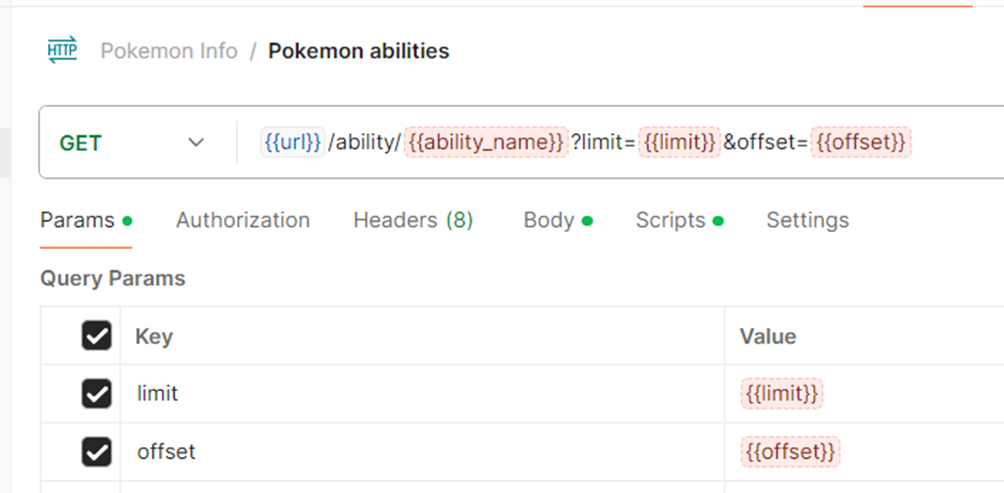 HTTP Pokemon Info / Pokemon abilities
GET {{url}}/ability/{{ability_name}}?limit={{limit}}&offset={{offset}}
Params Authorization Headers (8) Body Scripts Settings
Query Params
Key Value
limit {{limit}}
offset {{offset}}